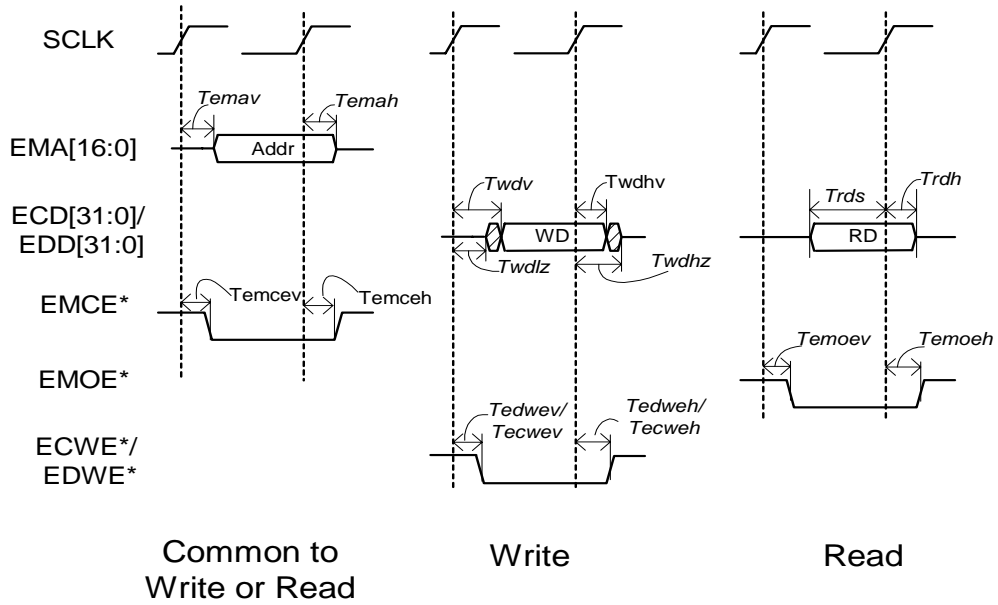 SCLK
Temav
Temah
EMA[16:0]
Addr
Twdv
Twdhv
Trds
Trdh
ECD[31:0]/
EDD[31:0]
WD
RD
Twdlz
Twdhz
EMCE*
Temcev
Temceh
Temoev
Temoeh
EMOE*
Tedwev/
Tecwev
Tedweh/
Tecweh
ECWE*/
EDWE*
Common to
Write or Read
Write
Read